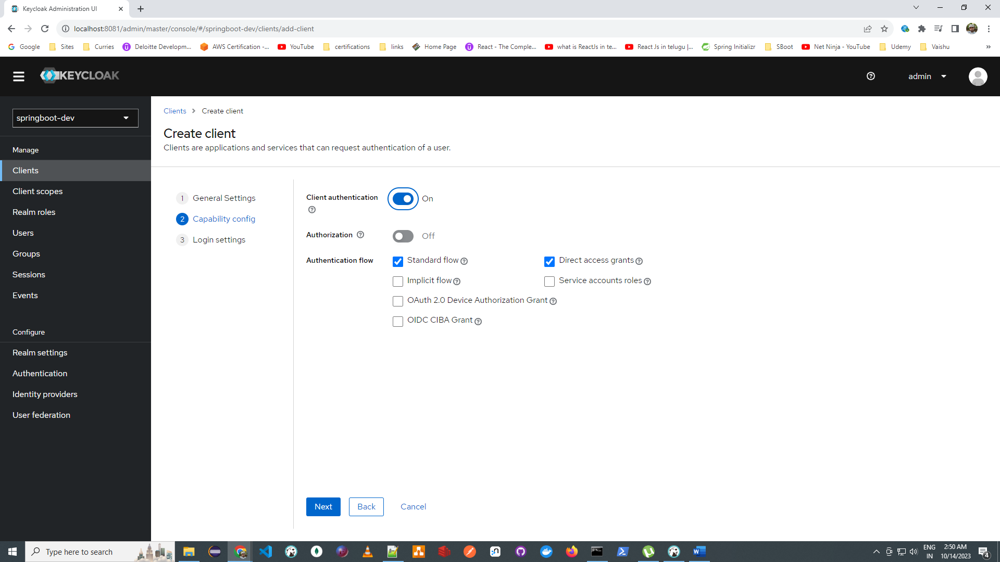 Keycloak Administration UI
localhost:8081/admin/master/console/#/springboot-dev/clients/add-client
Google Sites Curries Deloitte Developm... AWS Certification -... YouTube certifications links Home Page React - The Comple... what is ReactJs in te... React Js in telugu |... Spring Initializr SBoot Net Ninja - YouTube Udemy Vaishu »
KEYCLOAK
admin
springboot-dev
Manage
Clients
Client scopes
Realm roles
Users
Groups
Sessions
Events
Configure
Realm settings
Authentication
Identity providers
User federation
Clients > Create client
Create client
Clients are applications and services that can request authentication of a user.
1 General Settings
2 Capability config
3 Login settings
Client authentication On
Authorization Off
Authentication flow
Standard flow Direct access grants
Implicit flow Service accounts roles
OAuth 2.0 Device Authorization Grant
OIDC CIBA Grant
Next Back Cancel
Type here to search
ENG
IN
2:50 AM
10/14/2023
4